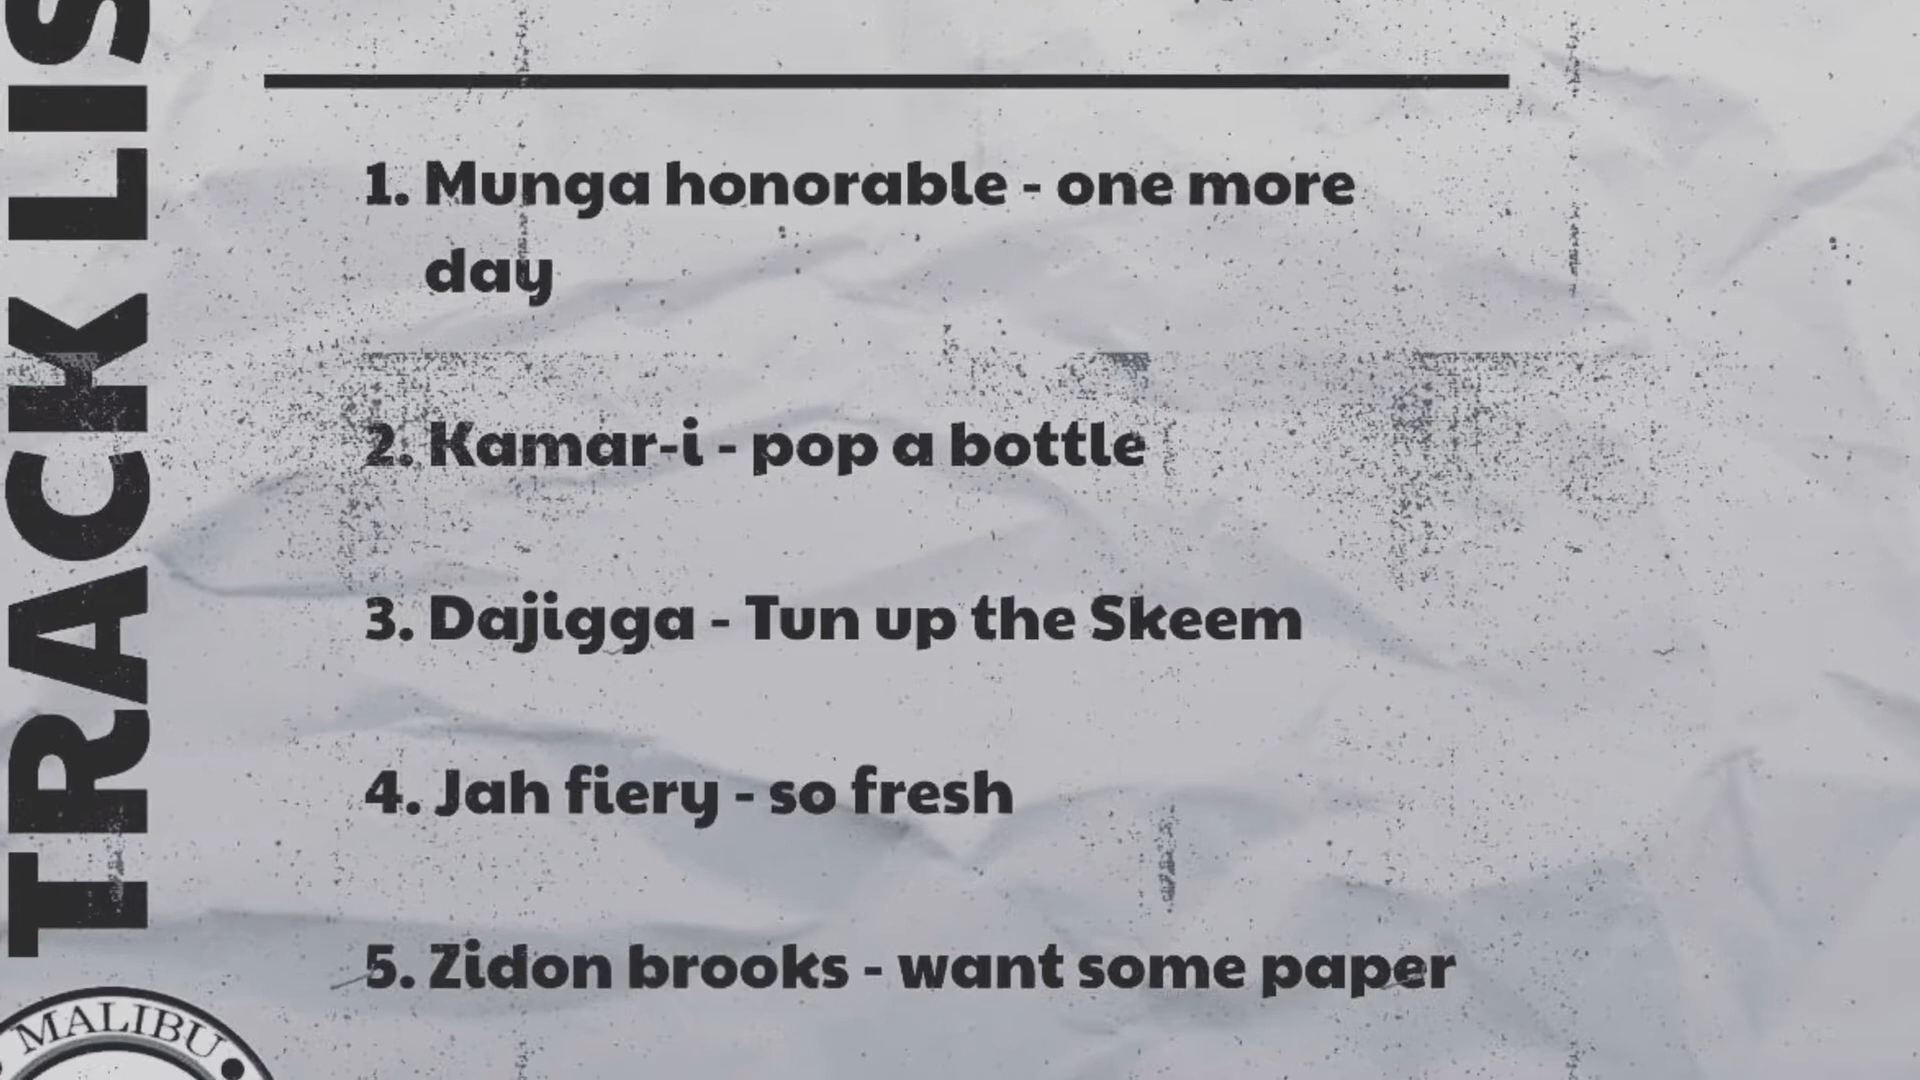 TRACK LIS
1. Munga honorable - one more
day
2. Kamar-i - pop a bottle
3. Dajigga - Tun up the Skeem
4. Jah fiery - so fresh
5. Zidon brooks - want some paper
MALIBU